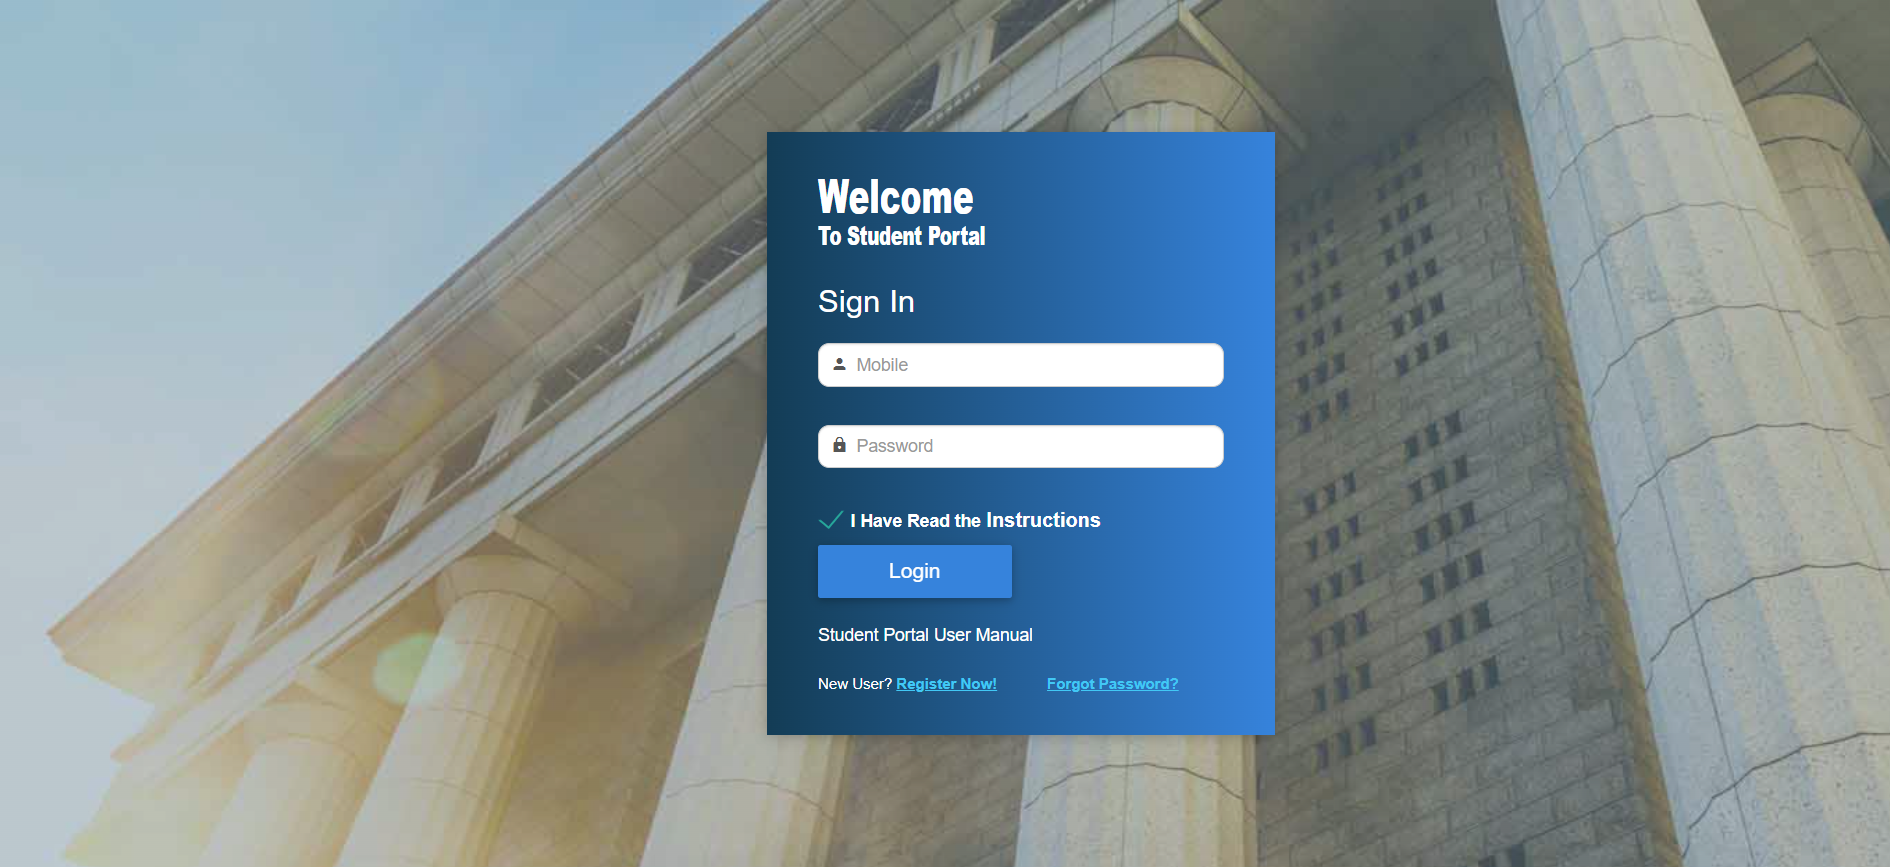 Welcome
To Student Portal
Sign In
Mobile
Password
I Have Read the Instructions
Login
Student Portal User Manual
New User? Register Now! Forgot Password?